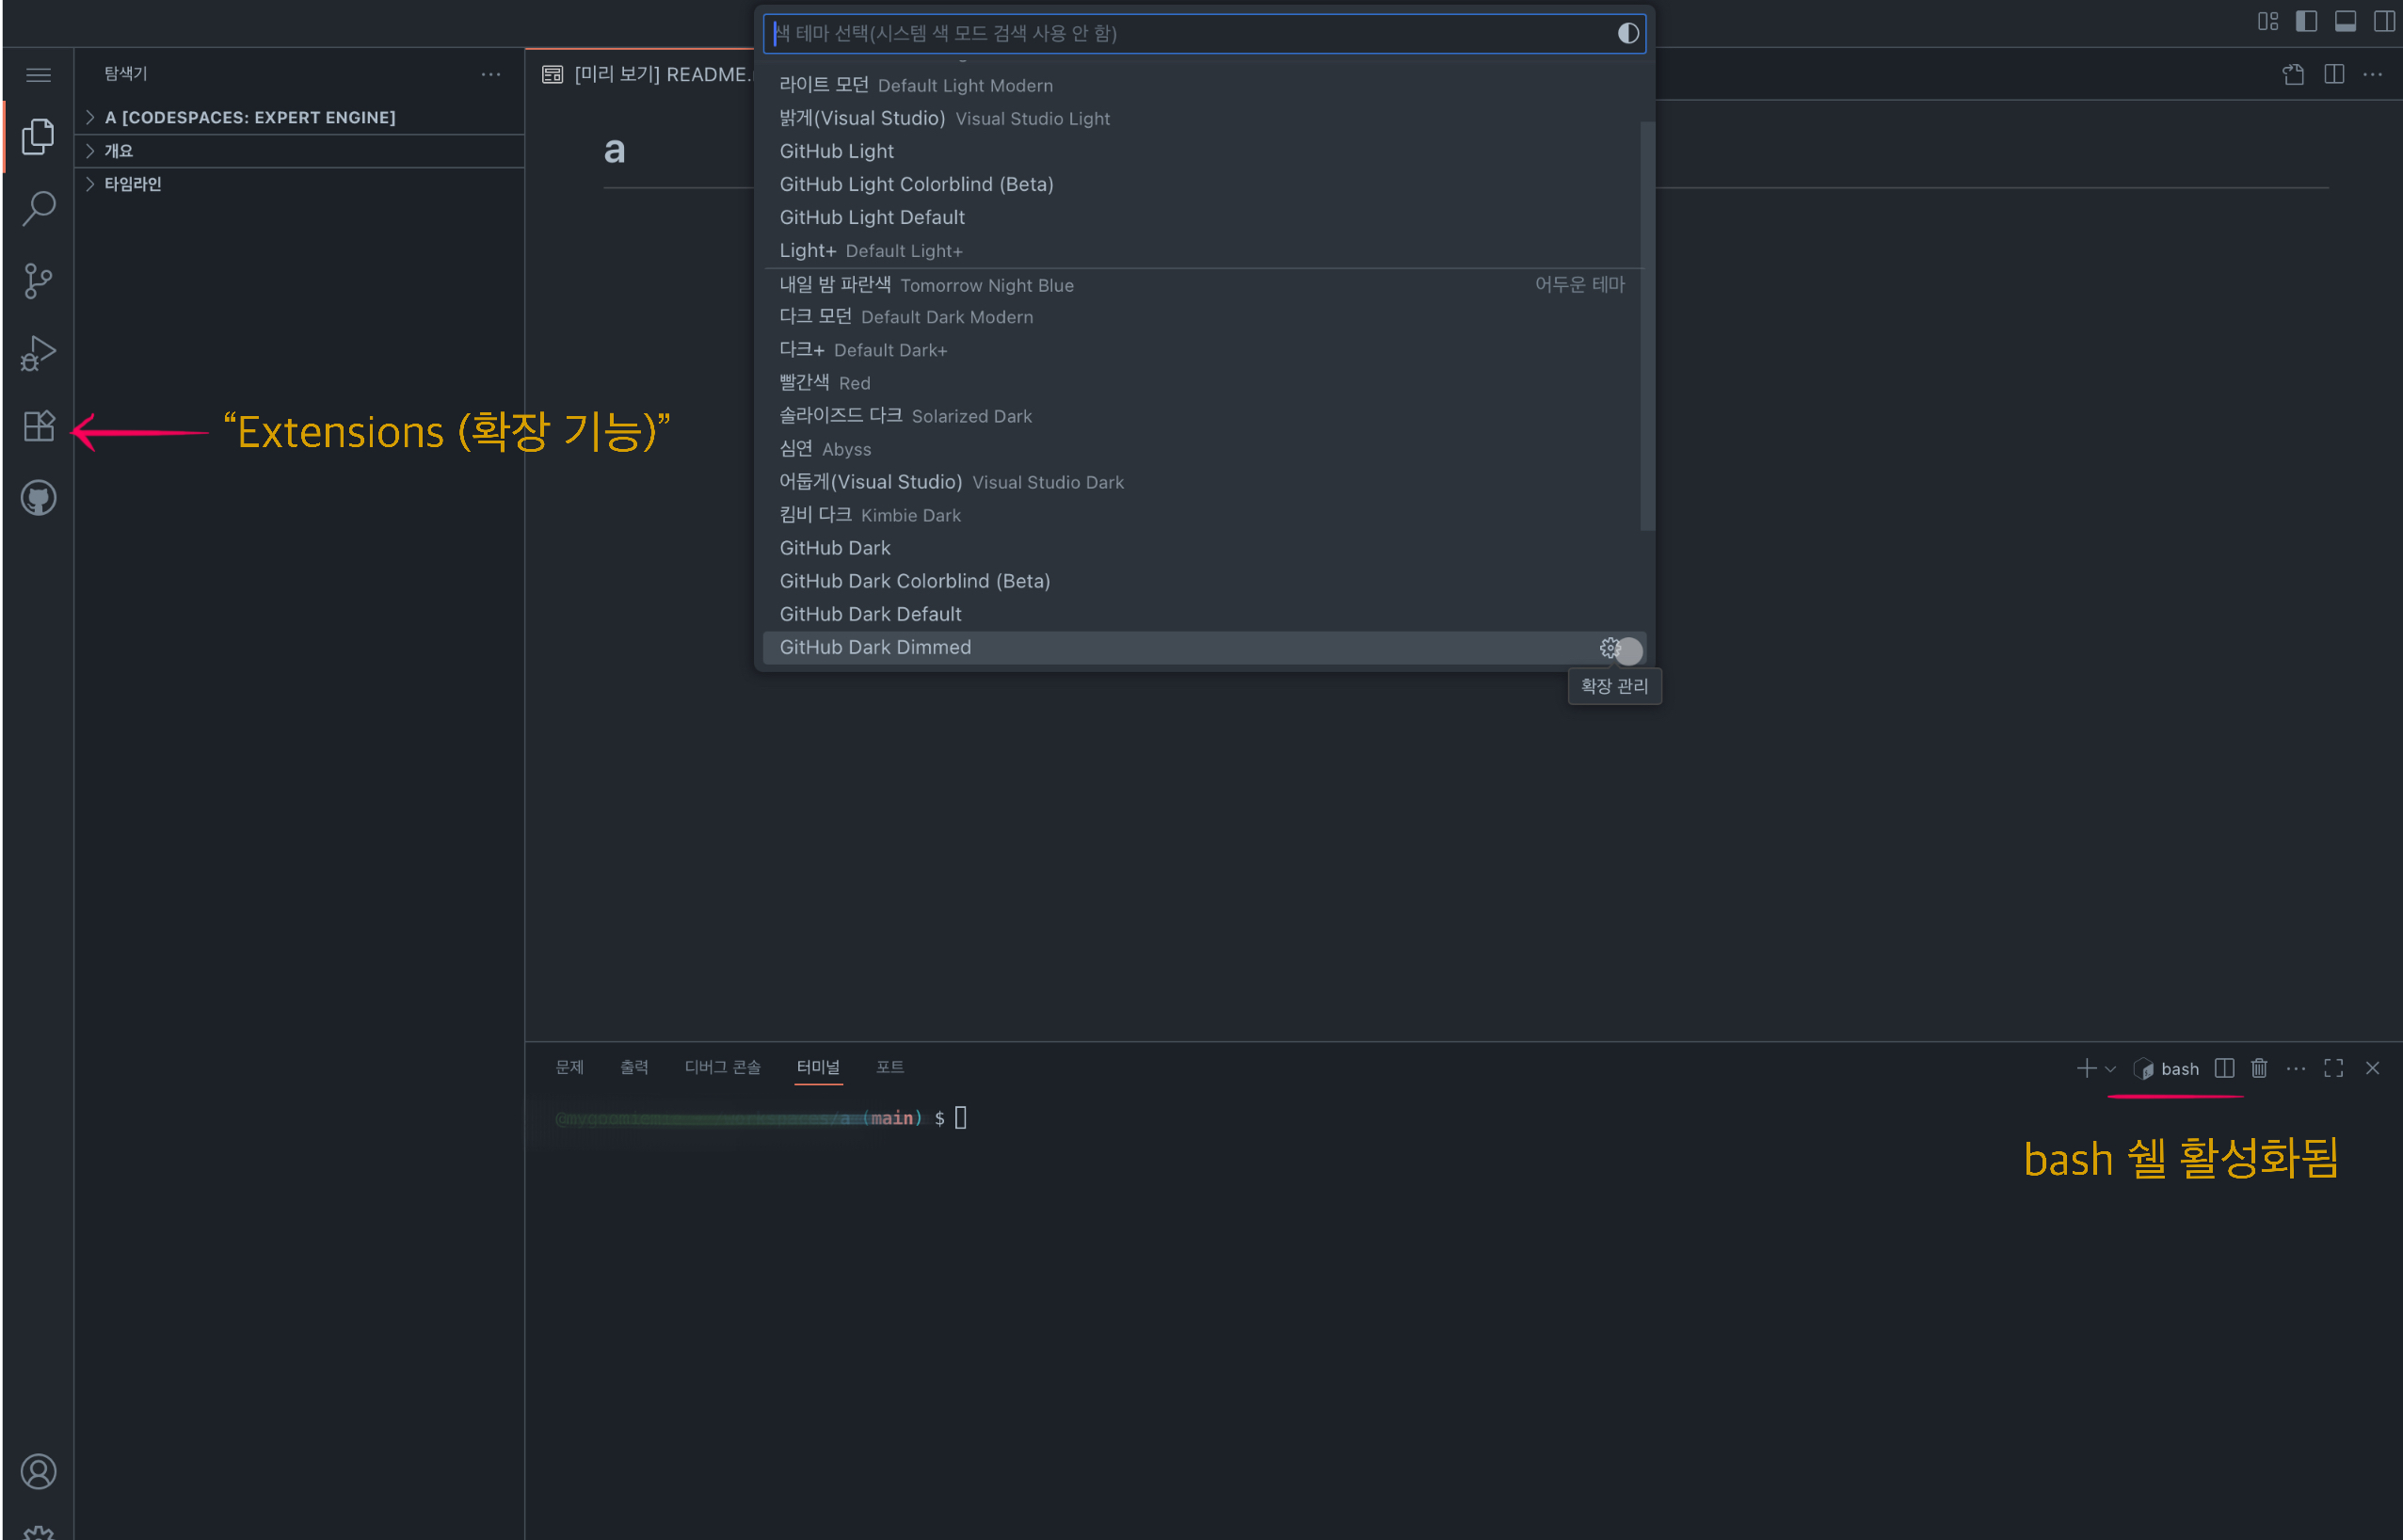 색 테마 선택(시스템 색 모드 검색 사용 안 함)
탐색기
[미리 보기] README.
A [CODESPACES: EXPERT ENGINE]
개요
타임라인
a
라이트 모던 Default Light Modern
밝게(Visual Studio) Visual Studio Light
GitHub Light
GitHub Light Colorblind (Beta)
GitHub Light Default
Light+ Default Light+
내일 밤 파란색 Tomorrow Night Blue 어두운 테마
다크 모던 Default Dark Modern
다크+ Default Dark+
빨간색 Red
솔라이즈드 다크 Solarized Dark
심연 Abyss
어둡게(Visual Studio) Visual Studio Dark
킴비 다크 Kimbie Dark
GitHub Dark
GitHub Dark Colorblind (Beta)
GitHub Dark Default
GitHub Dark Dimmed
확장 관리
“Extensions (확장 기능)”
문제 출력 디버그 콘솔 터미널 포트 bash
/workspaces/a (main) $
bash 쉘 활성화됨